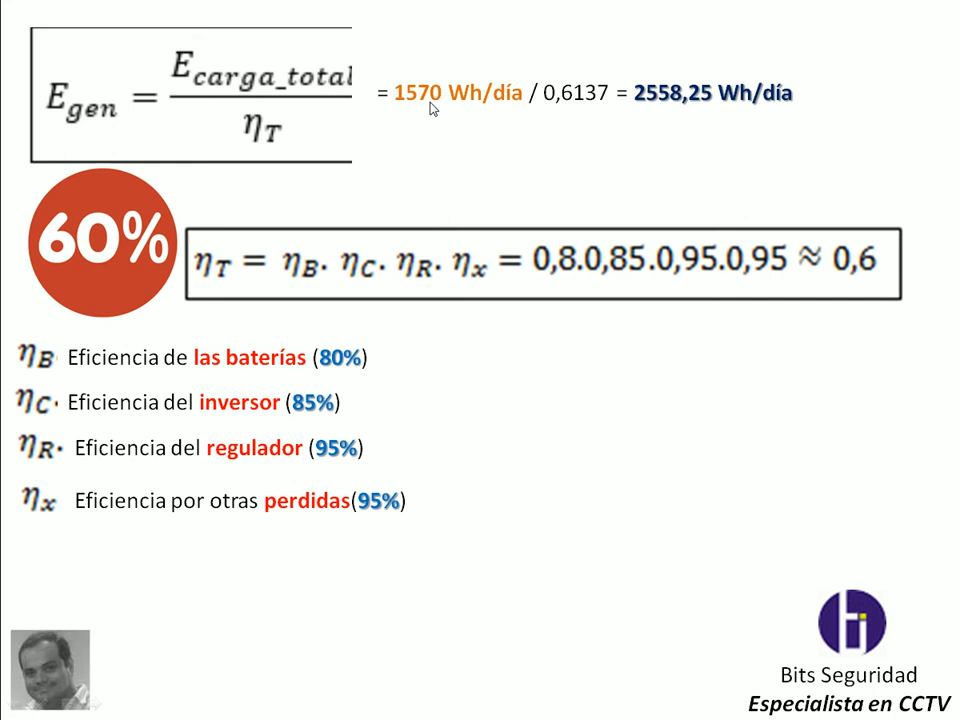 E_gen = E_carga_total / η_T = 1570 Wh/día / 0,6137 = 2558,25 Wh/día
60%
η_T = η_B. η_C. η_R. η_x = 0,8.0,85.0,95.0,95 ≈ 0,6
η_B. Eficiencia de las baterías (80%)
η_C. Eficiencia del inversor (85%)
η_R. Eficiencia del regulador (95%)
η_x Eficiencia por otras perdidas(95%)
Bits Seguridad
Especialista en CCTV